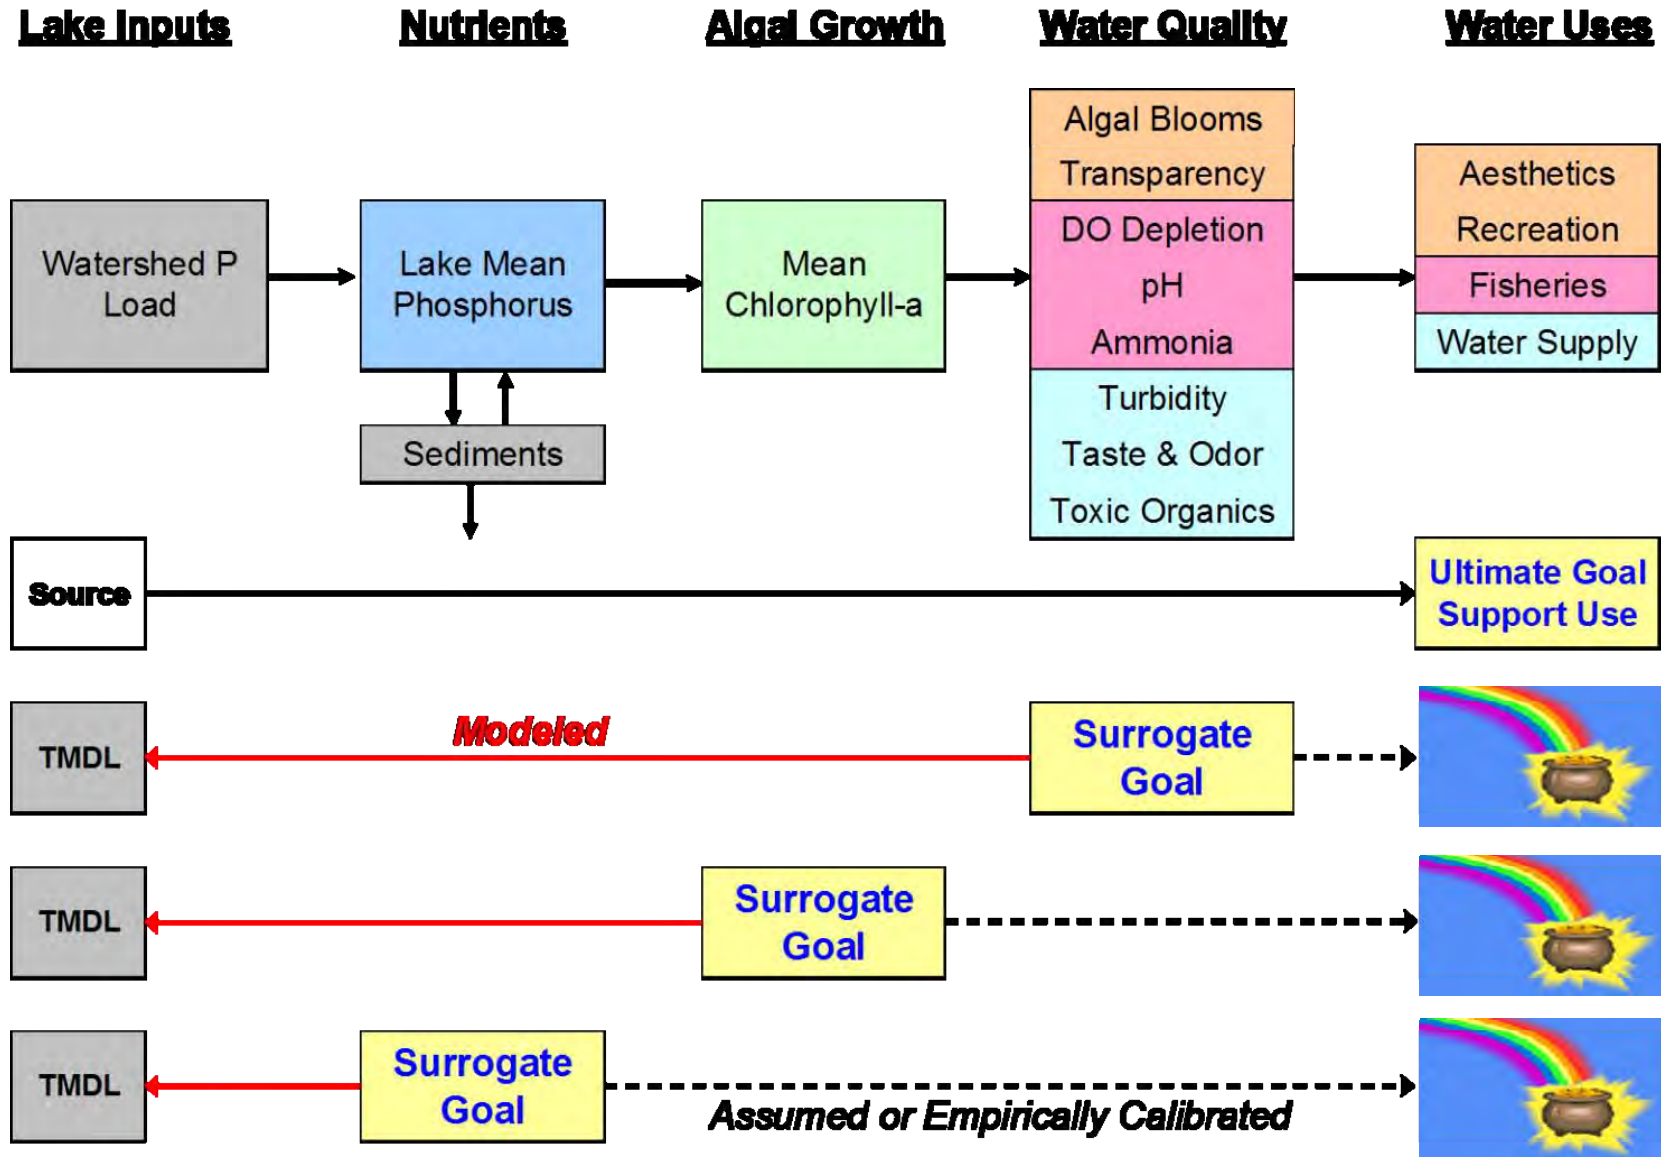 Lake Inputs
Nutrients
Algal Growth
Water Quality
Water Uses
Watershed P
Load
Lake Mean
Phosphorus
Sediments
Mean
Chlorophyll-a
Algal Blooms
Transparency
DO Depletion
pH
Ammonia
Turbidity
Taste & Odor
Toxic Organics
Aesthetics
Recreation
Fisheries
Water Supply
Source
Ultimate Goal
Support Use
TMDL
Modeled
Surrogate
Goal
TMDL
Surrogate
Goal
TMDL
Surrogate
Goal
Assumed or Empirically Calibrated